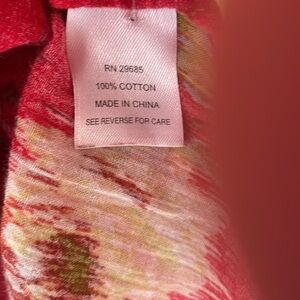 RN 29685
100% COTTON
MADE IN CHINA
SEE REVERSE FOR CARE